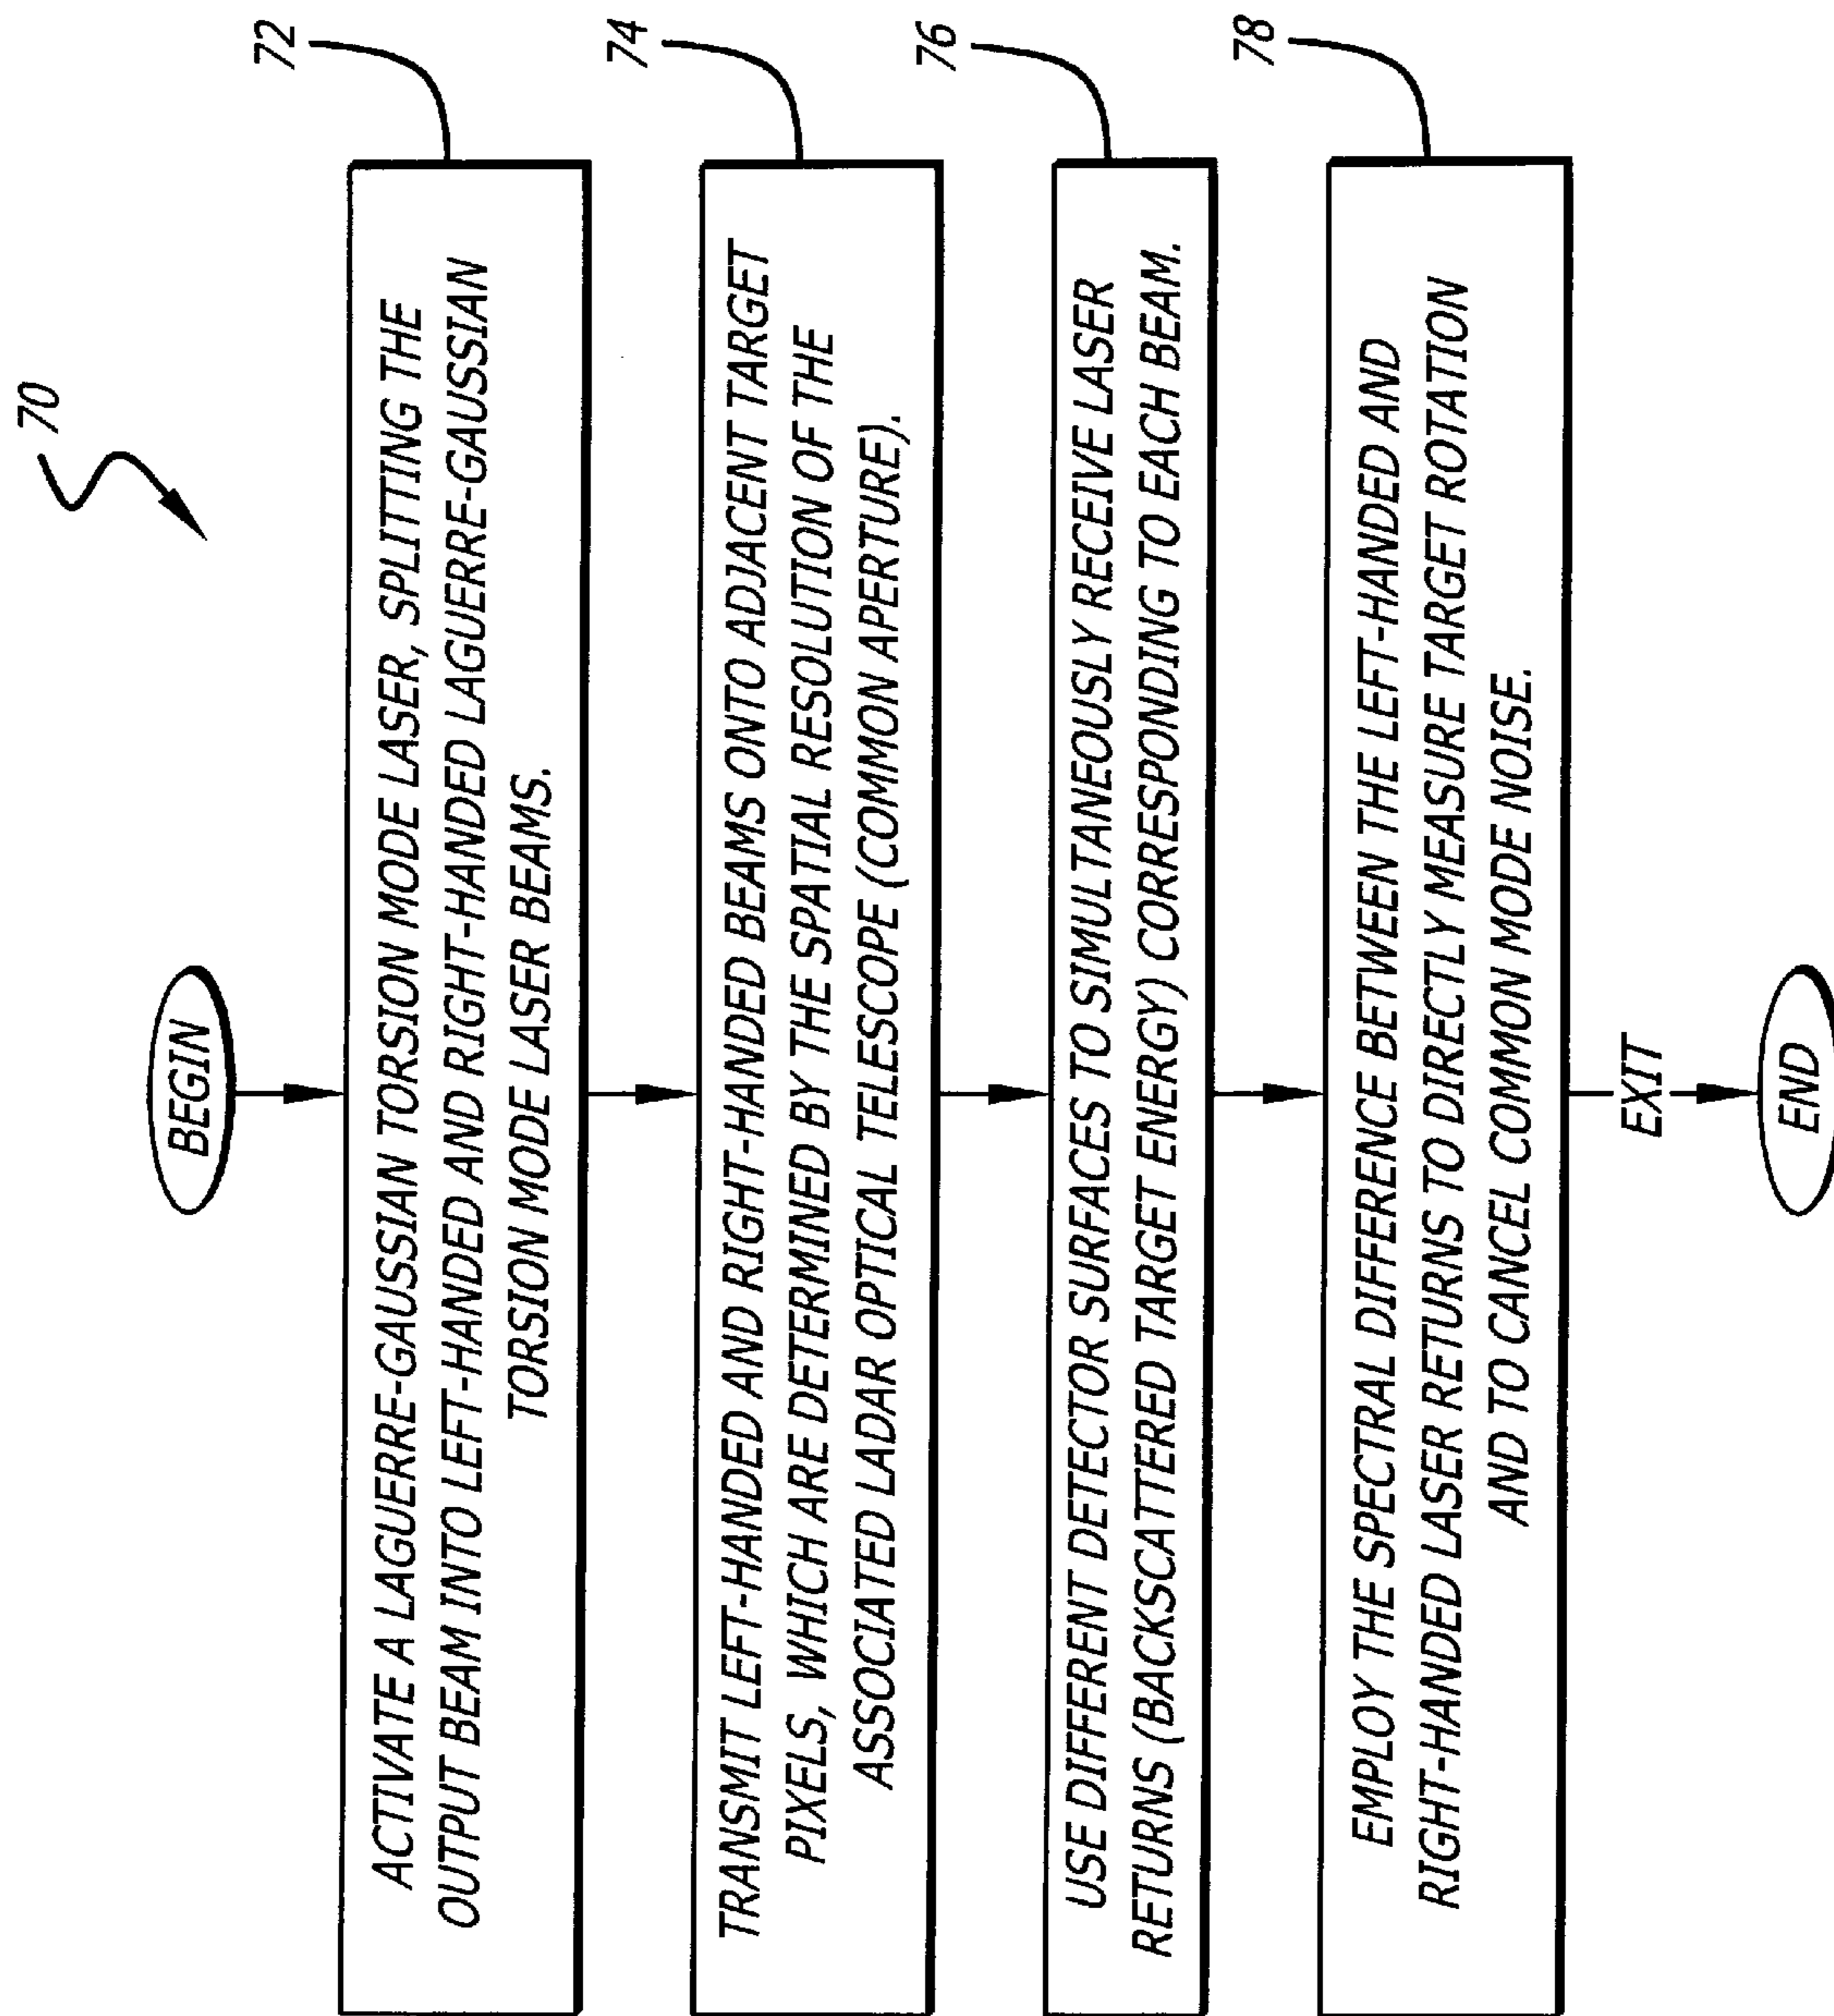 70
BEGIN
72
ACTIVATE A LAGUERRE-GAUSSIAN TORSION MODE LASER, SPLITTING THE
OUTPUT BEAM INTO LEFT-HANDED AND RIGHT-HANDED LAGUERRE-GAUSSIAN
TORSION MODE LASER BEAMS.
74
TRANSMIT LEFT-HANDED AND RIGHT-HANDED BEAMS ONTO ADJACENT TARGET
PIXELS, WHICH ARE DETERMINED BY THE SPATIAL RESOLUTION OF THE
ASSOCIATED LADAR OPTICAL TELESCOPE (COMMON APERTURE).
76
USE DIFFERENT DETECTOR SURFACES TO SIMULTANEOUSLY RECEIVE LASER
RETURNS (BACKSCATTERED TARGET ENERGY) CORRESPONDING TO EACH BEAM.
78
EMPLOY THE SPECTRAL DIFFERENCE BETWEEN THE LEFT-HANDED AND
RIGHT-HANDED LASER RETURNS TO DIRECTLY MEASURE TARGET ROTATION
AND TO CANCEL COMMON MODE NOISE.
EXIT
END